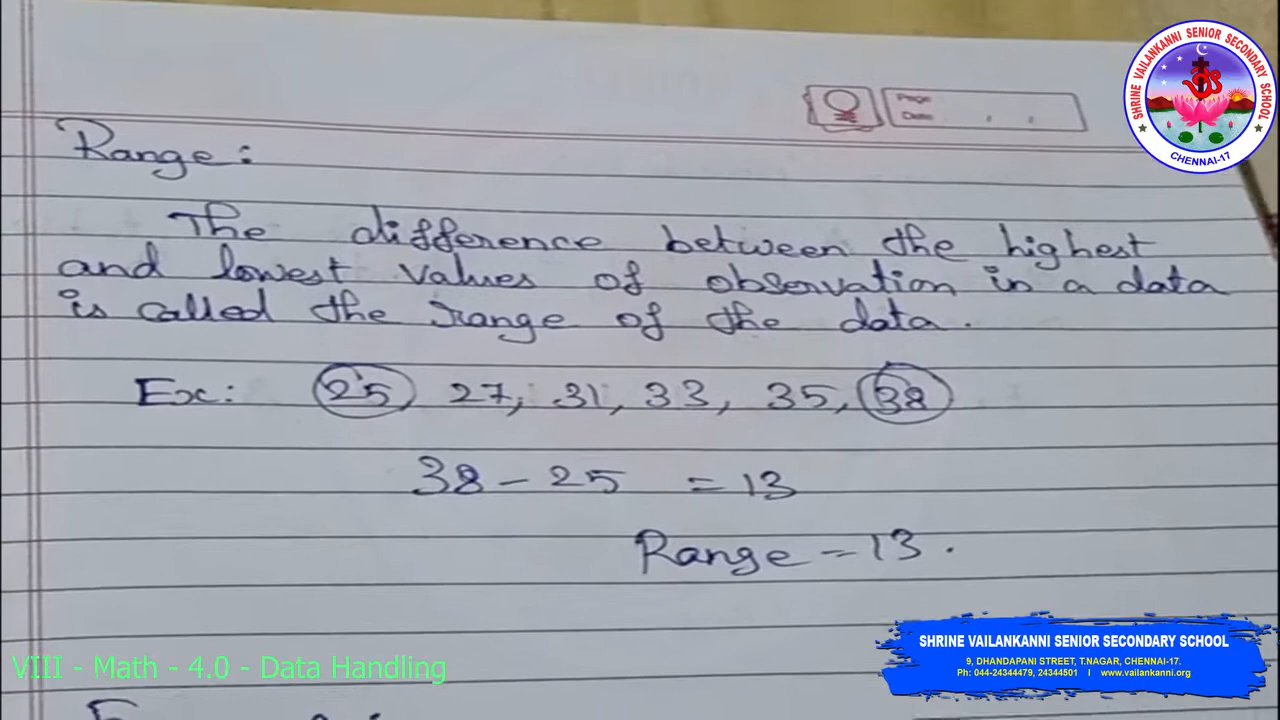 SHRINE VAILANKANNI SENIOR SECONDARY SCHOOL
CHENNAI-17
Page
Date
Range:
The difference between the highest
and lowest values of observation in a data
is called the range of the data.
Ex: 25, 27, 31, 33, 35, 38
38 - 25 = 13
Range = 13.
SHRINE VAILANKANNI SENIOR SECONDARY SCHOOL
9, DHANDAPANI STREET, T.NAGAR, CHENNAI-17.
Ph: 044-24344479, 24344501 I www.vailankanni.org
VIII - Math - 4.0 - Data Handling